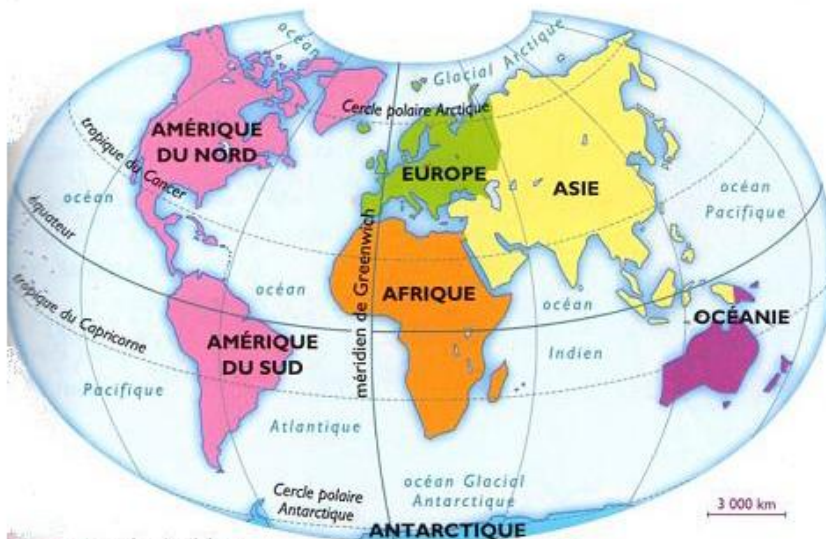 océan
Glacial Arctique
Cercle polaire Arctique
AMÉRIQUE
DU NORD
tropique du Cancer
EUROPE
ASIE
océan
océan
Pacifique
équateur
méridien de Greenwich
océan
AFRIQUE
océan
OCÉANIE
tropique du Capricorne
AMÉRIQUE
DU SUD
Indien
Pacifique
Atlantique
océan Glacial
Antarctique
Cercle polaire
Antarctique
3 000 km
ANTARCTIQUE